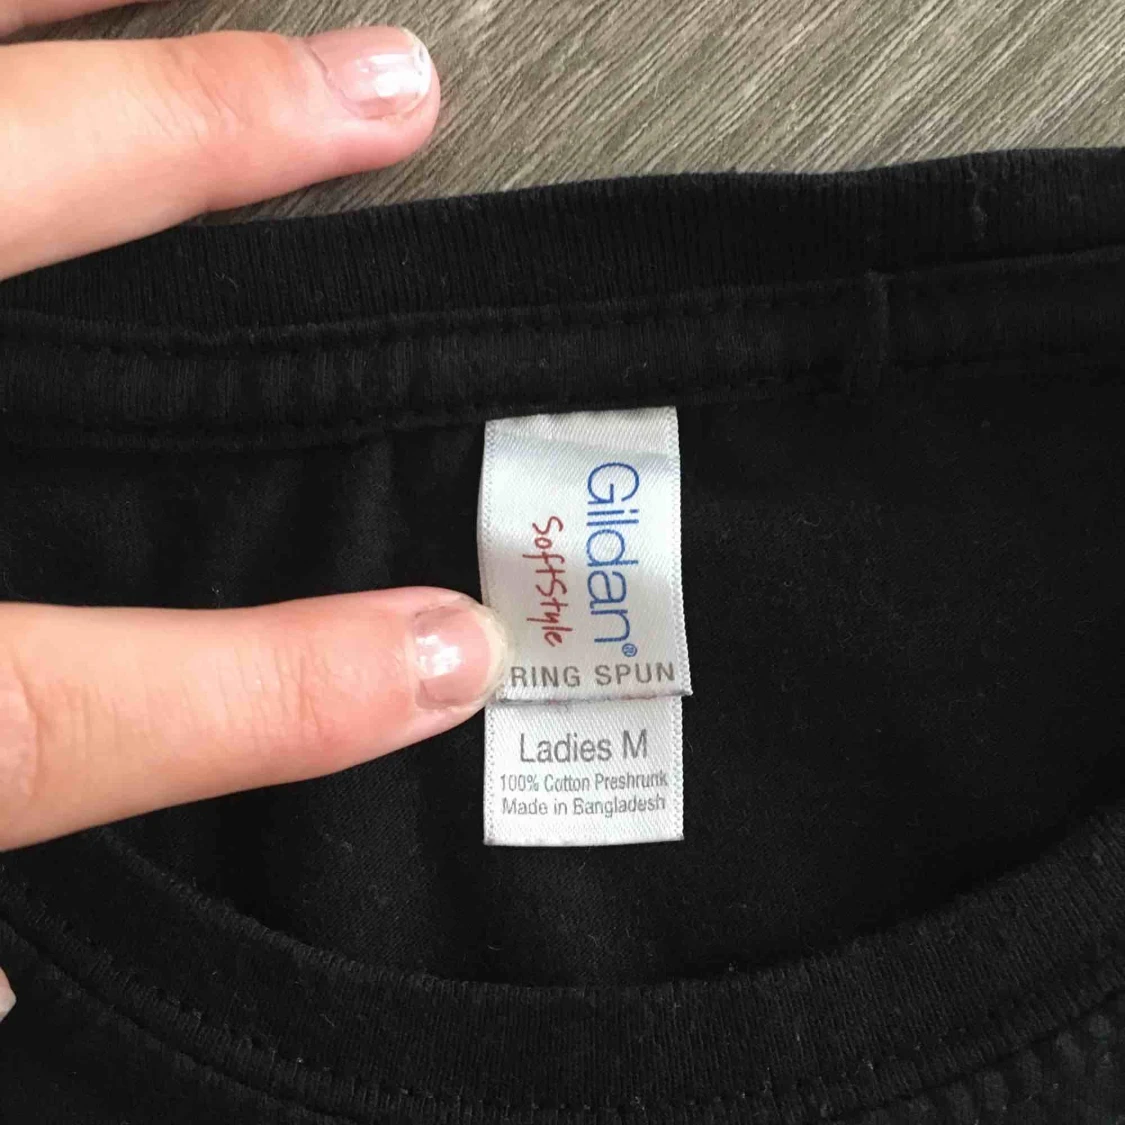 Gildan®
SoftStyle
RING SPUN
Ladies M
100% Cotton Preshrunk
Made in Bangladesh